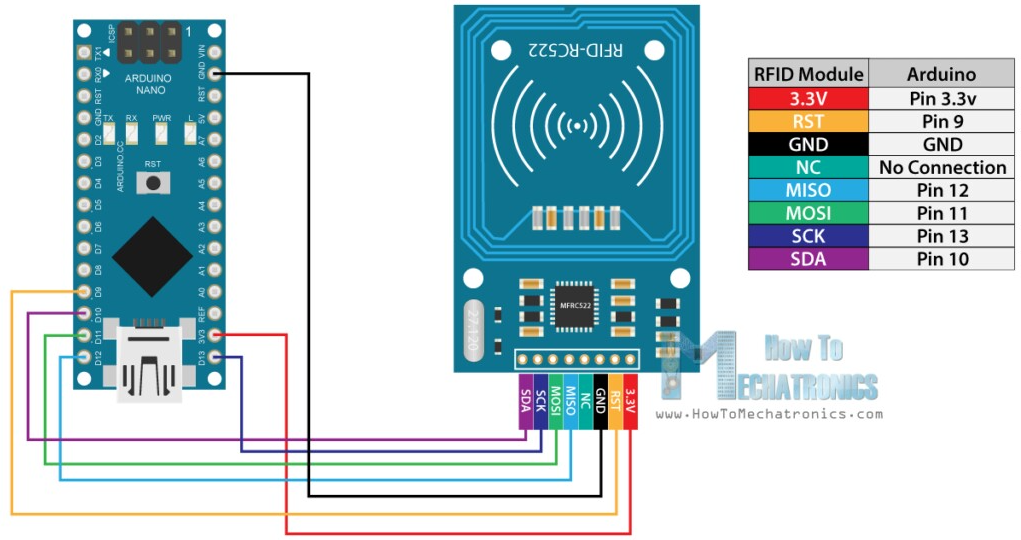 ICSP
1
TX1
RX0
RST
GND
D2
D3
D4
D5
D6
D7
D8
D9
D10
D11
D12
ARDUINO
NANO
TX RX PWR L
ARDUINO.CC
RST
VIN
GND
RST
5V
A7
A6
A5
A4
A3
A2
A1
A0
REF
3V3
D13
RFID-RC522
MFRC522
27.120
SDA
SCK
MOSI
MISO
NC
GND
RST
3.3V
RFID Module Arduino
3.3V Pin 3.3v
RST Pin 9
GND GND
NC No Connection
MISO Pin 12
MOSI Pin 11
SCK Pin 13
SDA Pin 10
How To
MECHATRONICS
www.HowToMechatronics.com